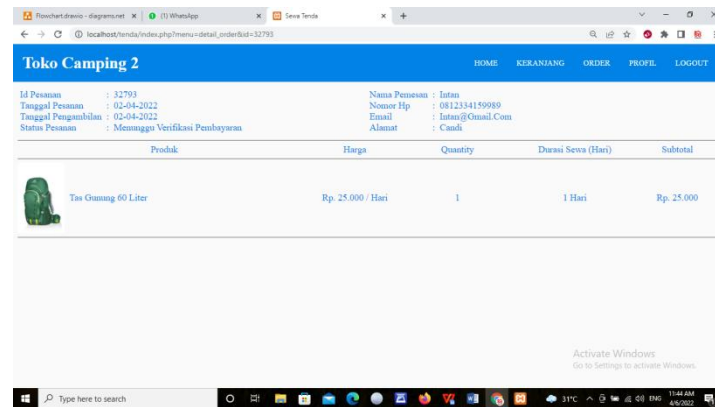 Flowchart.drawio - diagrams.net
(1) WhatsApp
Sewa Tenda
localhost/tenda/index.php?menu=detail_order&id=32793
Toko Camping 2
HOME KERANJANG ORDER PROFIL LOGOUT
Id Pesanan : 32793
Tanggal Pesanan : 02-04-2022
Tanggal Pengambilan : 02-04-2022
Status Pesanan : Menunggu Verifikasi Pembayaran
Nama Pemesan : Intan
Nomor Hp : 0812334159989
Email : Intan@Gmail.Com
Alamat : Candi
Produk Harga Quantity Durasi Sewa (Hari) Subtotal
Tas Gunung 60 Liter Rp. 25.000 / Hari 1 1 Hari Rp. 25.000
Activate Windows
Go to Settings to activate Windows.
Type here to search
31°C ENG 11:44 AM
4/6/2022